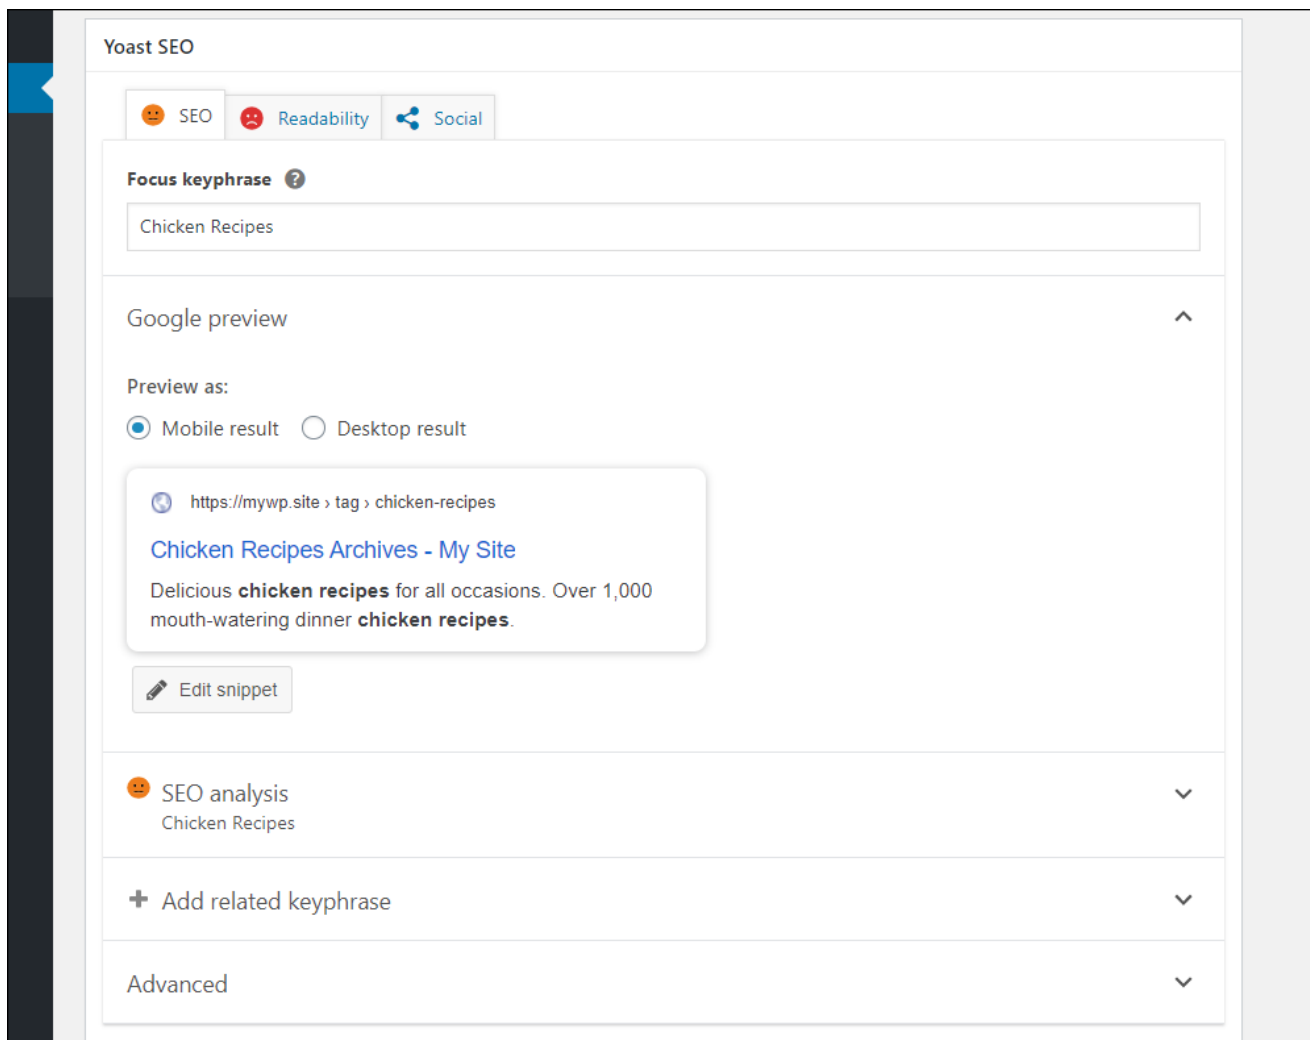 Yoast SEO
SEO
Readability
Social
Focus keyphrase ?
Chicken Recipes
Google preview
Preview as:
Mobile result
Desktop result
https://mywp.site › tag › chicken-recipes
Chicken Recipes Archives - My Site
Delicious chicken recipes for all occasions. Over 1,000
mouth-watering dinner chicken recipes.
Edit snippet
SEO analysis
Chicken Recipes
Add related keyphrase
Advanced